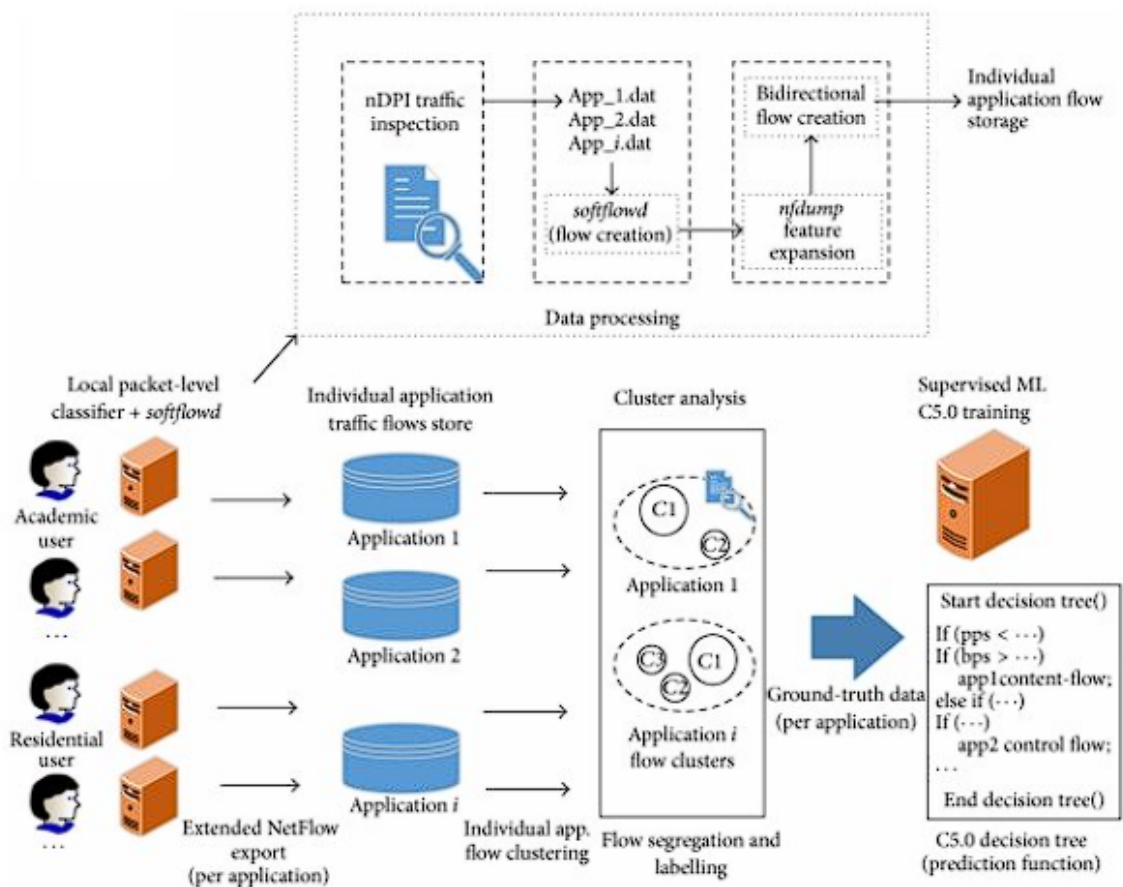 nDPI traffic
inspection
App_1.dat
App_2.dat
App_i.dat
softflowd
(flow creation)
Bidirectional
flow creation
nfdump
feature
expansion
Individual
application flow
storage
Data processing
Local packet-level
classifier + softflowd
Academic
user
...
Residential
user
...
Extended NetFlow
export
(per application)
Individual application
traffic flows store
Application 1
Application 2
Application i
Individual app.
flow clustering
Cluster analysis
C1
C2
Application 1
C3
C1
C2
Application i
flow clusters
Flow segregation and
labelling
Ground-truth data
(per application)
Supervised ML
C5.0 training
Start decision tree()
If (pps < ···)
If (bps > ···)
app1content-flow;
else if (···)
If (···)
app2 control flow;
...
End decision tree()
C5.0 decision tree
(prediction function)